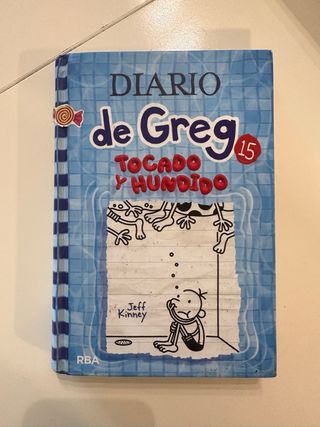 DIARIO
de Greg 15
TOCADO
Y HUNDIDO
Jeff
Kinney
RBA